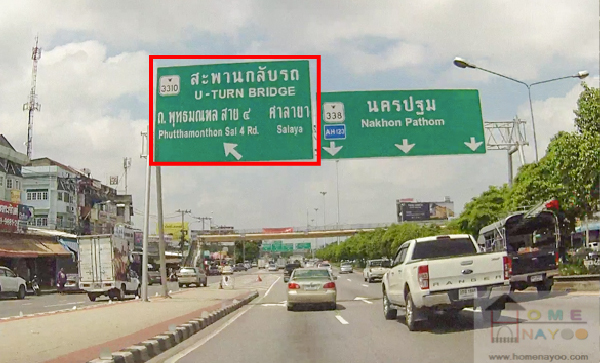 3310
สะพานกลับรถ
U-TURN BRIDGE
ถ. พุทธมณฑล สาย ๔ ศาลายา
Phutthamonthon Sai 4 Rd. Salaya
338
AH123
นครปฐม
Nakhon Pathom
RANGER
HOME
NAYOO
www.homenayoo.com